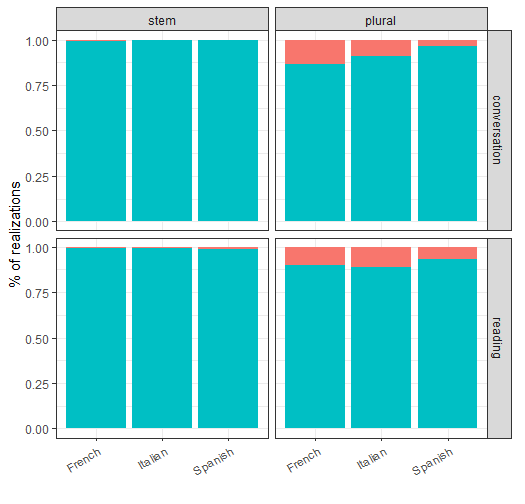 stem plural
1.00
0.75
0.50
0.25
0.00
conversation
% of realizations
1.00
0.75
0.50
0.25
0.00
reading
French Italian Spanish French Italian Spanish